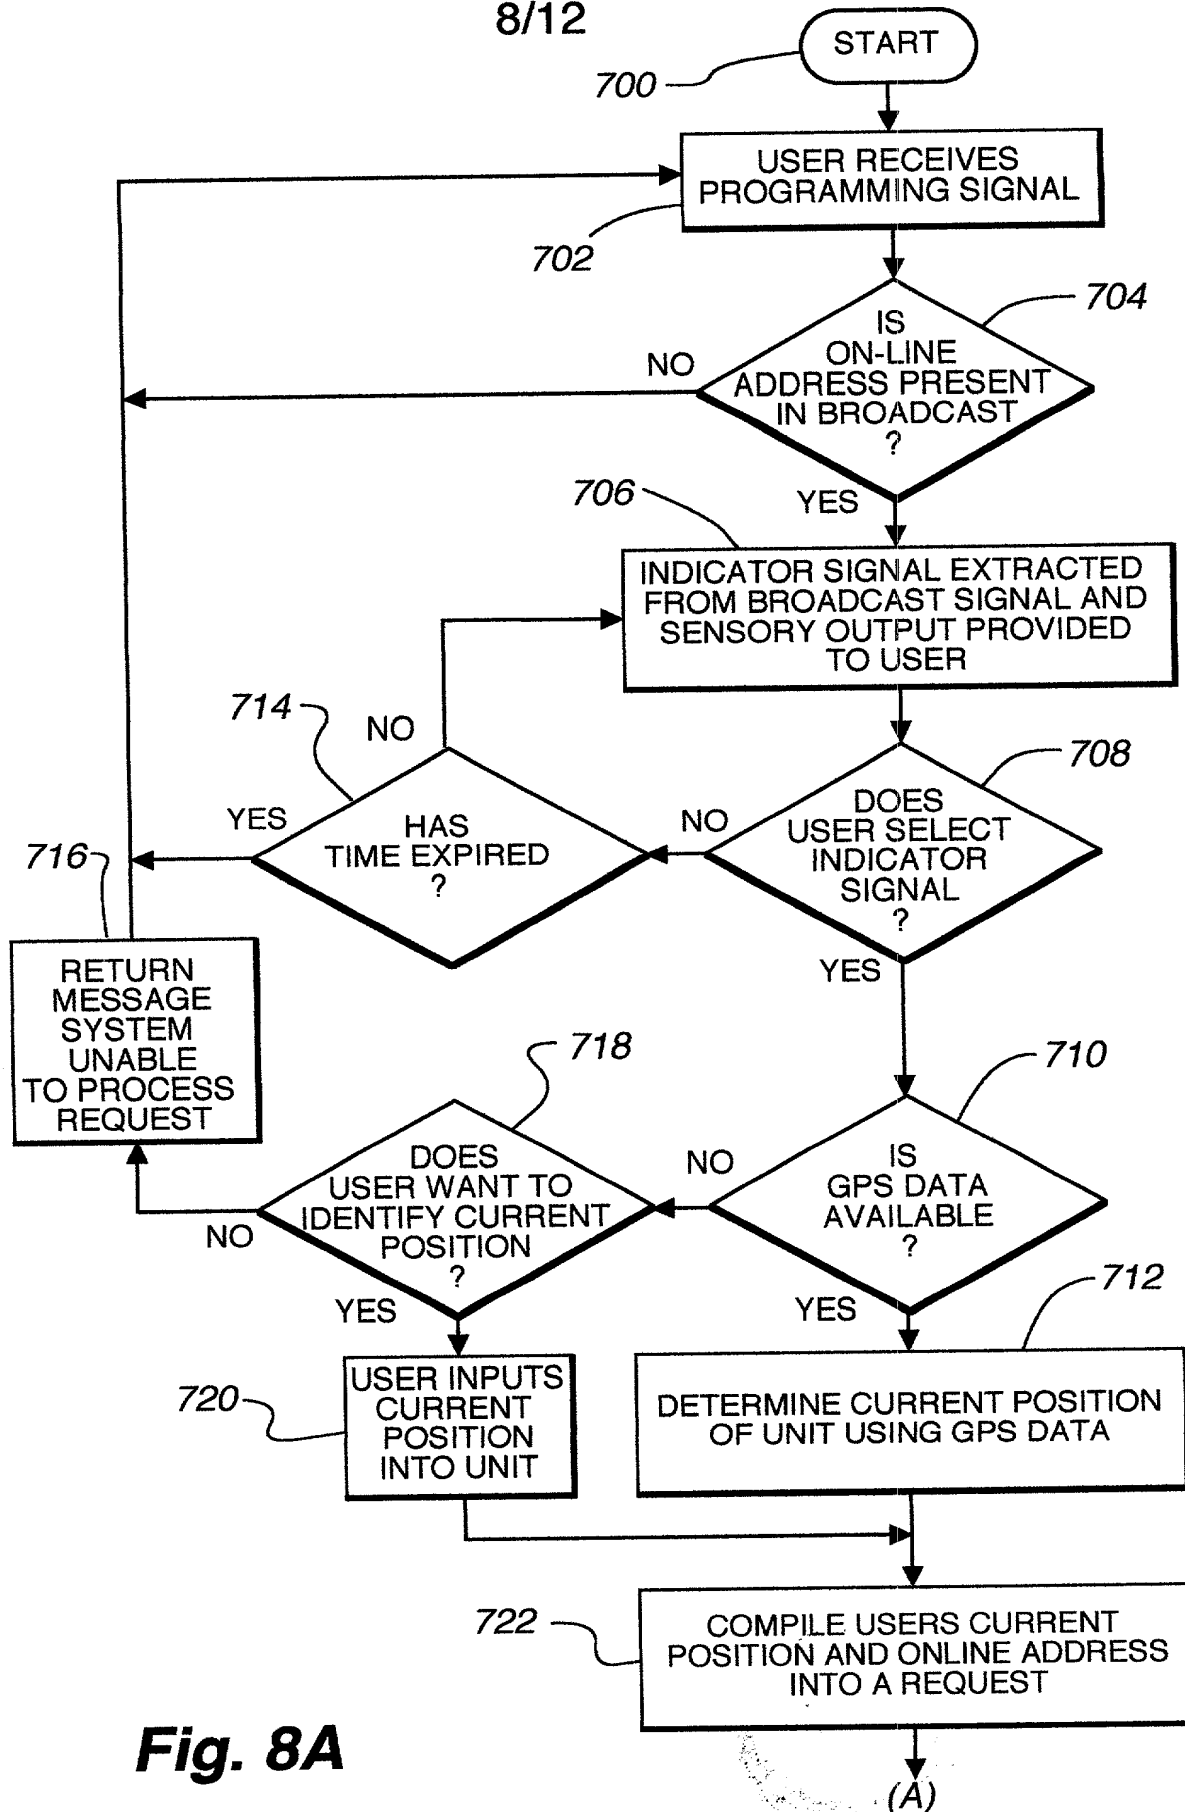 8/12
START
700
USER RECEIVES
PROGRAMMING SIGNAL
702
704
IS
ON-LINE
ADDRESS PRESENT
IN BROADCAST
?
NO
YES
706
INDICATOR SIGNAL EXTRACTED
FROM BROADCAST SIGNAL AND
SENSORY OUTPUT PROVIDED
TO USER
714
NO
708
YES
HAS
TIME EXPIRED
?
NO
DOES
USER SELECT
INDICATOR
SIGNAL
?
YES
716
RETURN
MESSAGE
SYSTEM
UNABLE
TO PROCESS
REQUEST
718
710
DOES
USER WANT TO
IDENTIFY CURRENT
POSITION
?
NO
NO
IS
GPS DATA
AVAILABLE
?
YES
YES
712
720
USER INPUTS
CURRENT
POSITION
INTO UNIT
DETERMINE CURRENT POSITION
OF UNIT USING GPS DATA
722
COMPILE USERS CURRENT
POSITION AND ONLINE ADDRESS
INTO A REQUEST
Fig. 8A
(A)